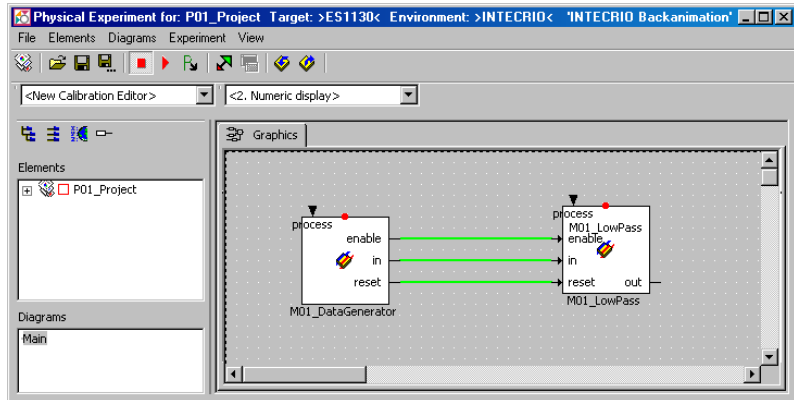 Physical Experiment for: P01_Project Target: >ES1130< Environment: >INTECRIO< 'INTECRIO Backanimation'
File Elements Diagrams Experiment View
<New Calibration Editor> <2. Numeric display>
Graphics
Elements
P01_Project
Diagrams
Main
process
enable
in
reset
M01_DataGenerator
process
M01_LowPass
enable
in
reset out
M01_LowPass